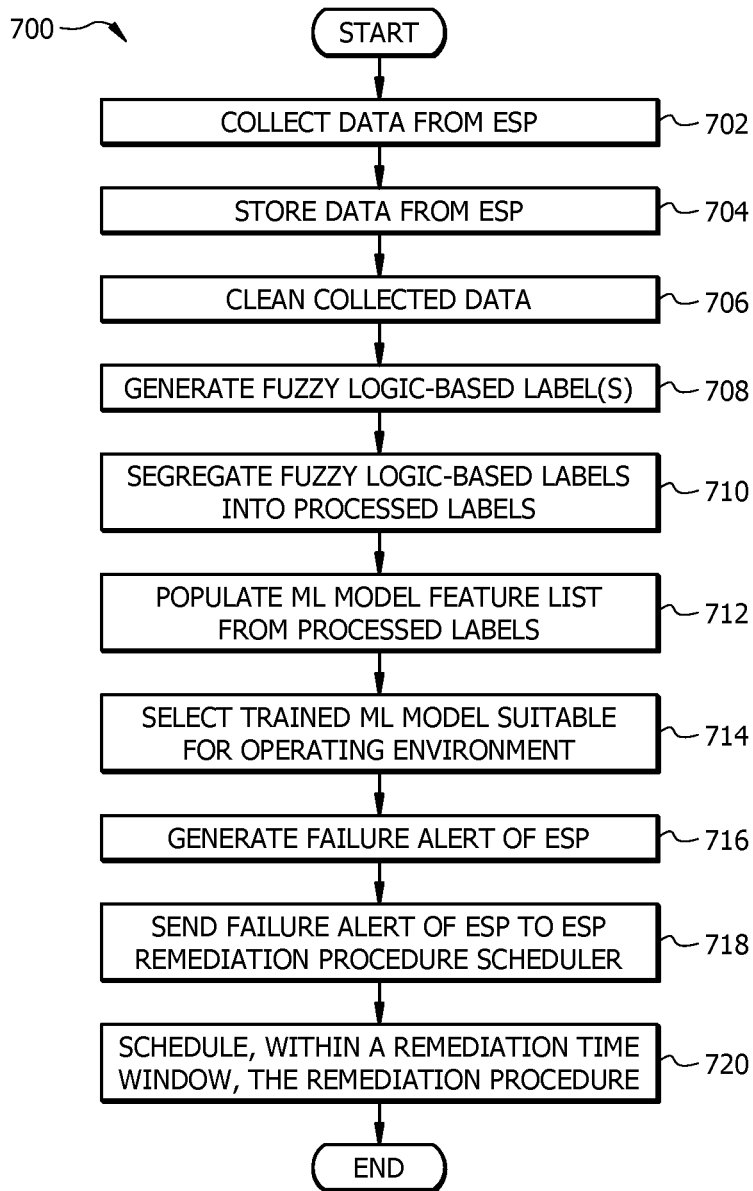 700
START
COLLECT DATA FROM ESP
702
STORE DATA FROM ESP
704
CLEAN COLLECTED DATA
706
GENERATE FUZZY LOGIC-BASED LABEL(S)
708
SEGREGATE FUZZY LOGIC-BASED LABELS
INTO PROCESSED LABELS
710
POPULATE ML MODEL FEATURE LIST
FROM PROCESSED LABELS
712
SELECT TRAINED ML MODEL SUITABLE
FOR OPERATING ENVIRONMENT
714
GENERATE FAILURE ALERT OF ESP
716
SEND FAILURE ALERT OF ESP TO ESP
REMEDIATION PROCEDURE SCHEDULER
718
SCHEDULE, WITHIN A REMEDIATION TIME
WINDOW, THE REMEDIATION PROCEDURE
720
END